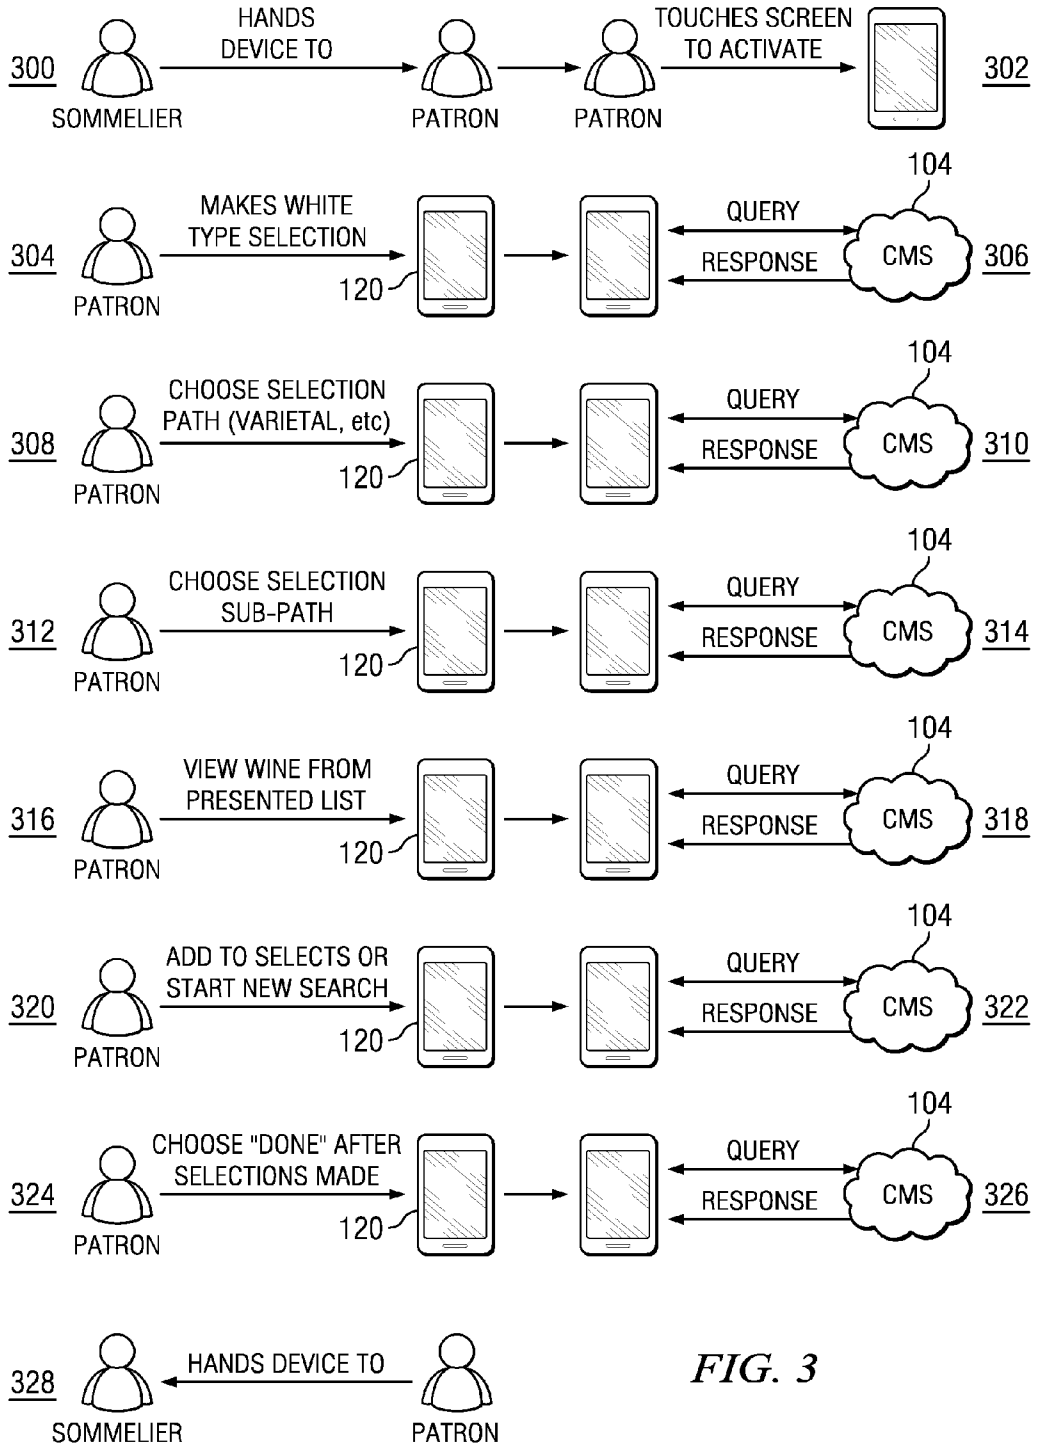 HANDS
DEVICE TO
TOUCHES SCREEN
TO ACTIVATE
300
302
SOMMELIER
PATRON
PATRON
104
MAKES WHITE
TYPE SELECTION
QUERY
304
RESPONSE
CMS
306
120
PATRON
104
CHOOSE SELECTION
PATH (VARIETAL, etc)
QUERY
308
RESPONSE
CMS
310
120
PATRON
104
CHOOSE SELECTION
SUB-PATH
QUERY
312
RESPONSE
CMS
314
120
PATRON
104
VIEW WINE FROM
PRESENTED LIST
QUERY
316
RESPONSE
CMS
318
120
PATRON
104
ADD TO SELECTS OR
START NEW SEARCH
QUERY
320
RESPONSE
CMS
322
120
PATRON
104
CHOOSE "DONE" AFTER
SELECTIONS MADE
QUERY
324
RESPONSE
CMS
326
120
PATRON
HANDS DEVICE TO
328
SOMMELIER
PATRON
FIG. 3